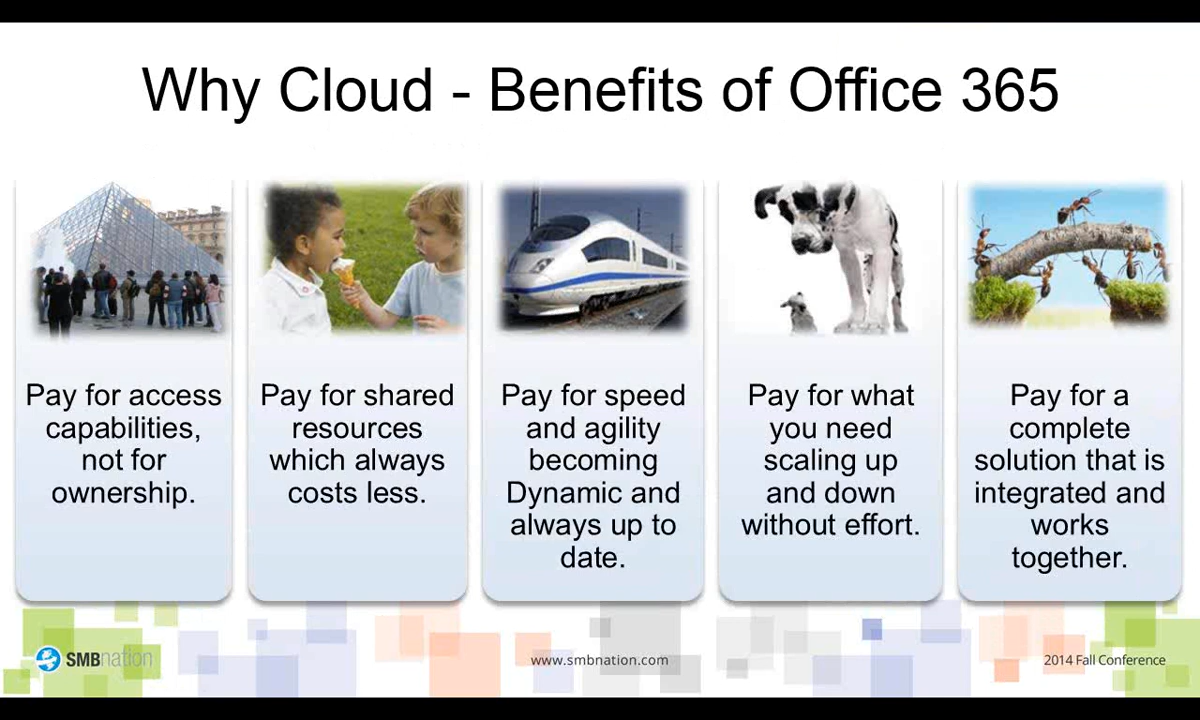 Why Cloud - Benefits of Office 365
Pay for access
capabilities,
not for
ownership.
Pay for shared
resources
which always
costs less.
Pay for speed
and agility
becoming
Dynamic and
always up to
date.
Pay for what
you need
scaling up
and down
without effort.
Pay for a
complete
solution that is
integrated and
works
together.
SMBnation
www.smbnation.com
2014 Fall Conference